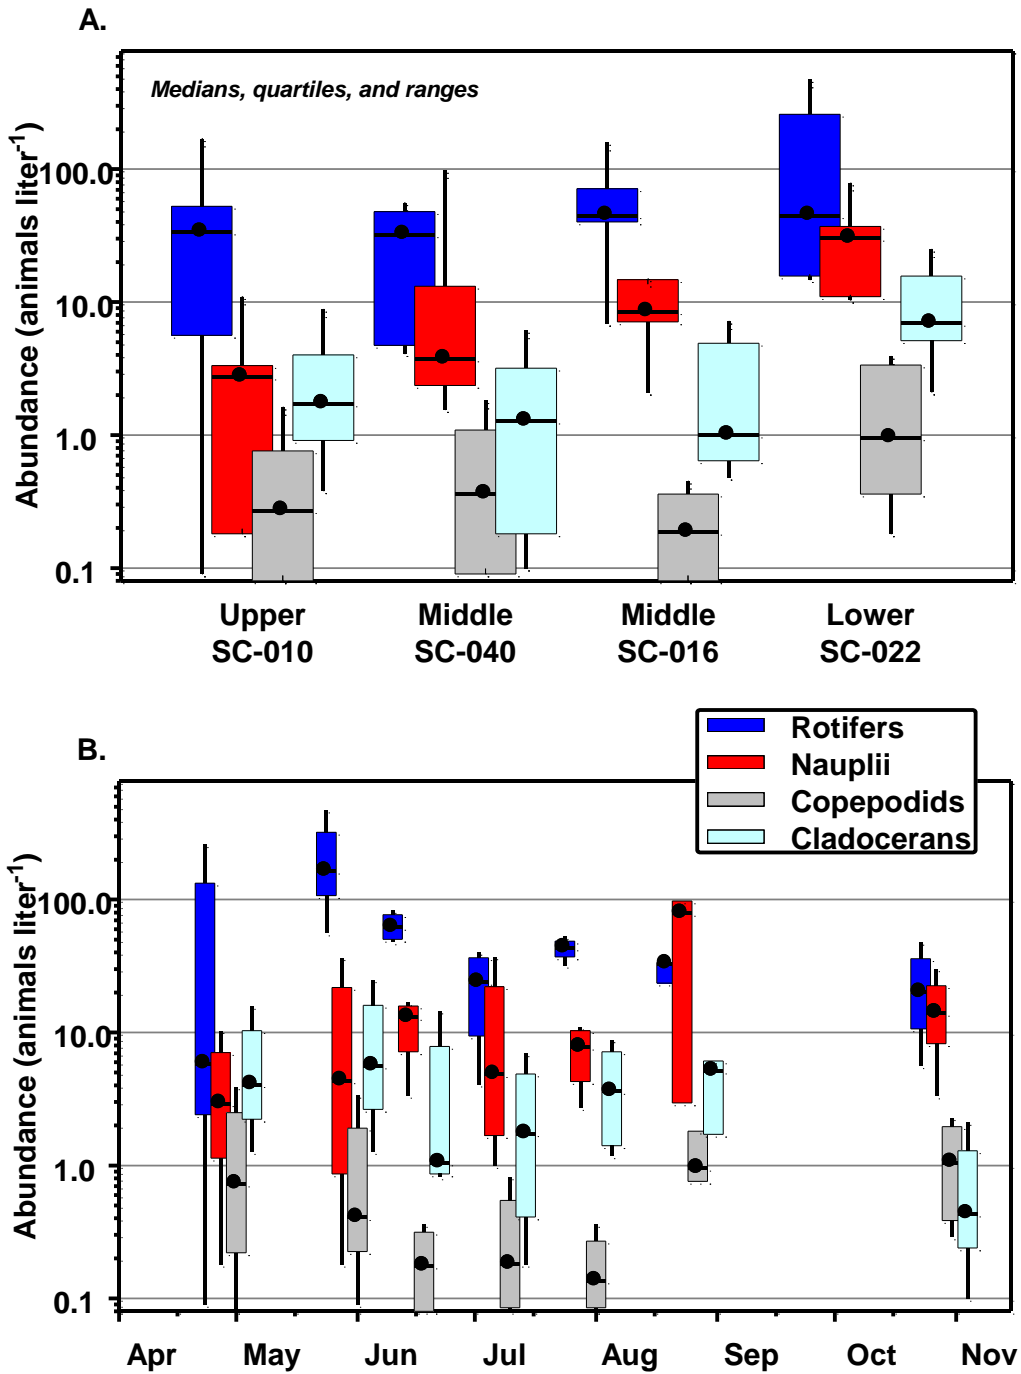 A.
Medians, quartiles, and ranges
Abundance (animals liter-1)
100.0
10.0
1.0
0.1
Upper Middle Middle Lower
SC-010 SC-040 SC-016 SC-022
B.
Rotifers
Nauplii
Copepodids
Cladocerans
Abundance (animals liter-1)
100.0
10.0
1.0
0.1
Apr May Jun Jul Aug Sep Oct Nov